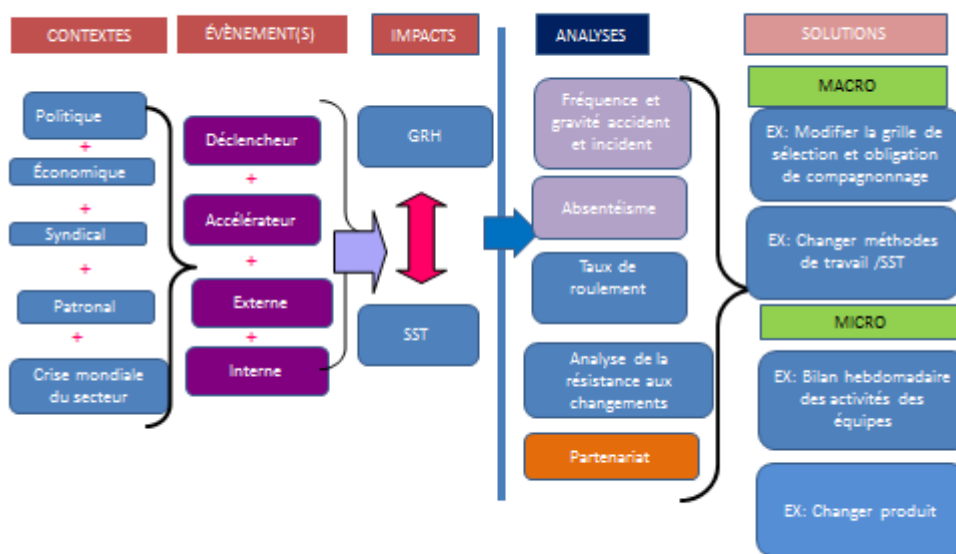 CONTEXTES
ÉVÈNEMENT(S)
IMPACTS
ANALYSES
SOLUTIONS
Politique
+
Économique
+
Syndical
+
Patronal
+
Crise mondiale
du secteur
Déclencheur
+
Accélérateur
+
Externe
+
Interne
GRH
SST
Fréquence et
gravité accident
et incident
Absentéisme
Taux de
roulement
Analyse de la
résistance aux
changements
Partenariat
MACRO
EX: Modifier la grille de
sélection et obligation
de compagnonnage
EX: Changer méthodes
de travail /SST
MICRO
EX: Bilan hebdomadaire
des activités des
équipes
EX: Changer produit